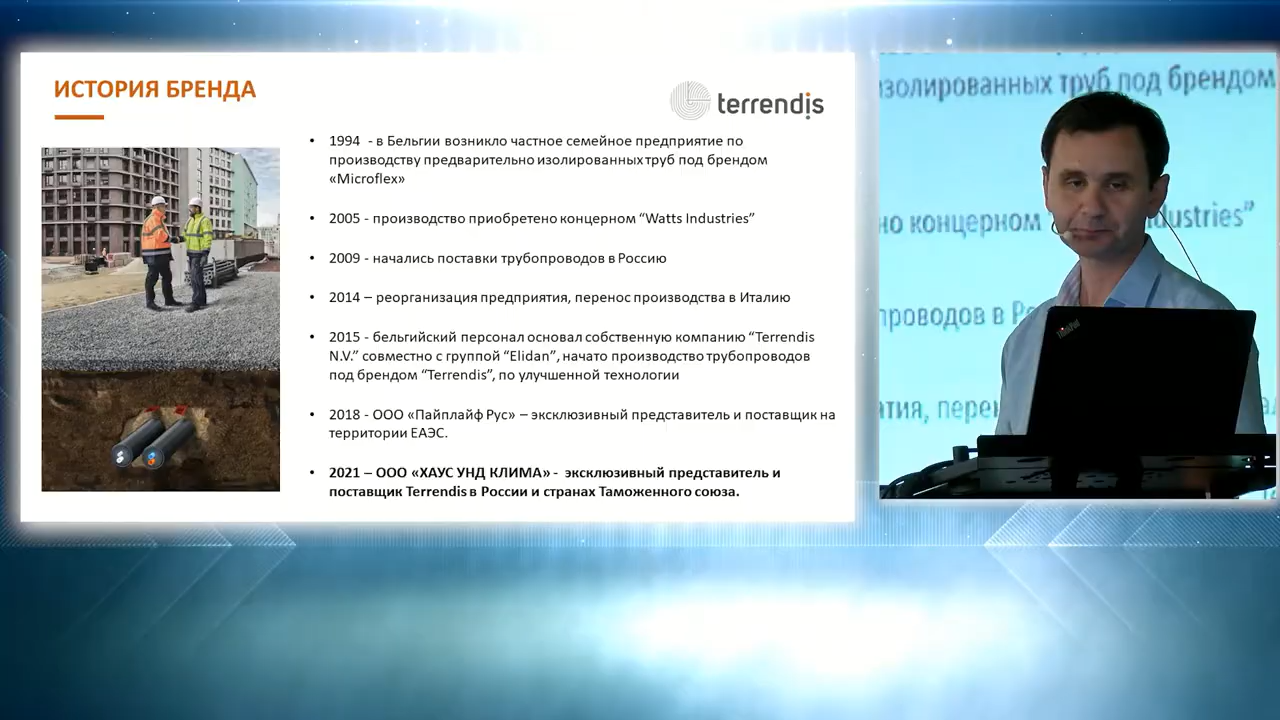 ИСТОРИЯ БРЕНДА
terrendis
• 1994 - в Бельгии возникло частное семейное предприятие по
производству предварительно изолированных труб под брендом
«Microflex»
• 2005 - производство приобретено концерном “Watts Industries”
• 2009 - начались поставки трубопроводов в Россию
• 2014 – реорганизация предприятия, перенос производства в Италию
• 2015 - бельгийский персонал основал собственную компанию “Terrendis
N.V.” совместно с группой “Elidan”, начато производство трубопроводов
под брендом “Terrendis”, по улучшенной технологии
• 2018 - ООО «Пайплайф Рус» – эксклюзивный представитель и поставщик на
территории ЕАЭС.
• 2021 – ООО «ХАУС УНД КЛИМА» - эксклюзивный представитель и
поставщик Terrendis в России и странах Таможенного союза.
изолированных труб под брендом
но концерном
dustries”
проводов в Р
ятия, перен
ThinkPad